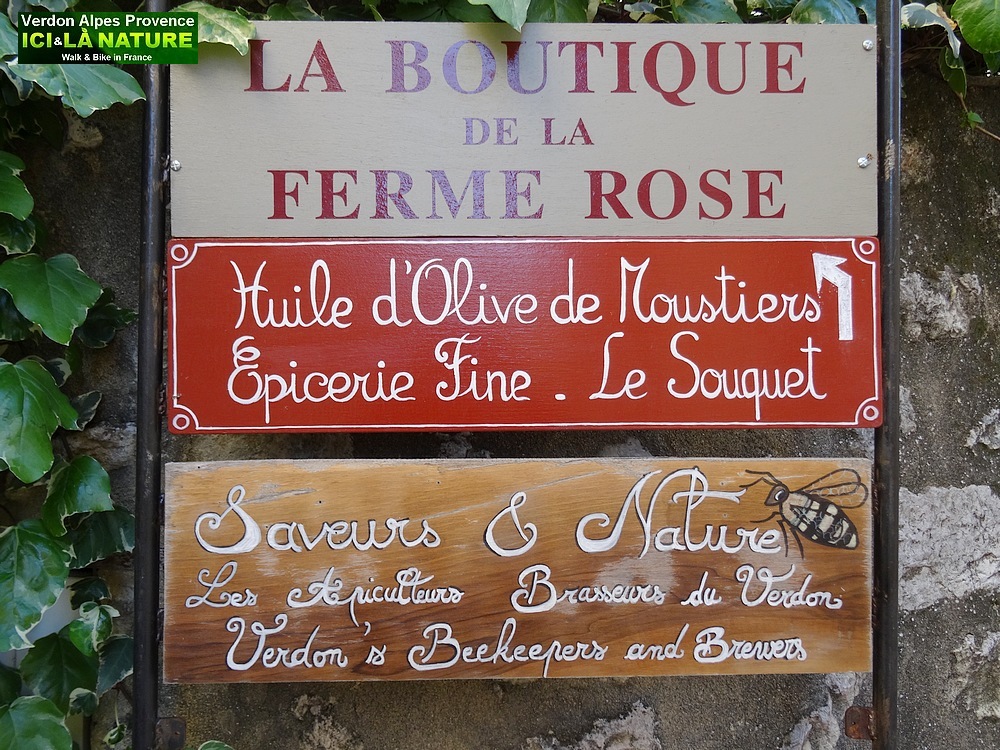 Verdon Alpes Provence
ICI&LÀ NATURE
Walk & Bike in France
LA BOUTIQUE
DE LA
FERME ROSE
Huile d'Olive de Moustiers
Epicerie Fine . Le Souquet
Saveurs & Nature
Les Apiculteurs Brasseurs du Verdon
Verdon's Beekeepers and Brewers